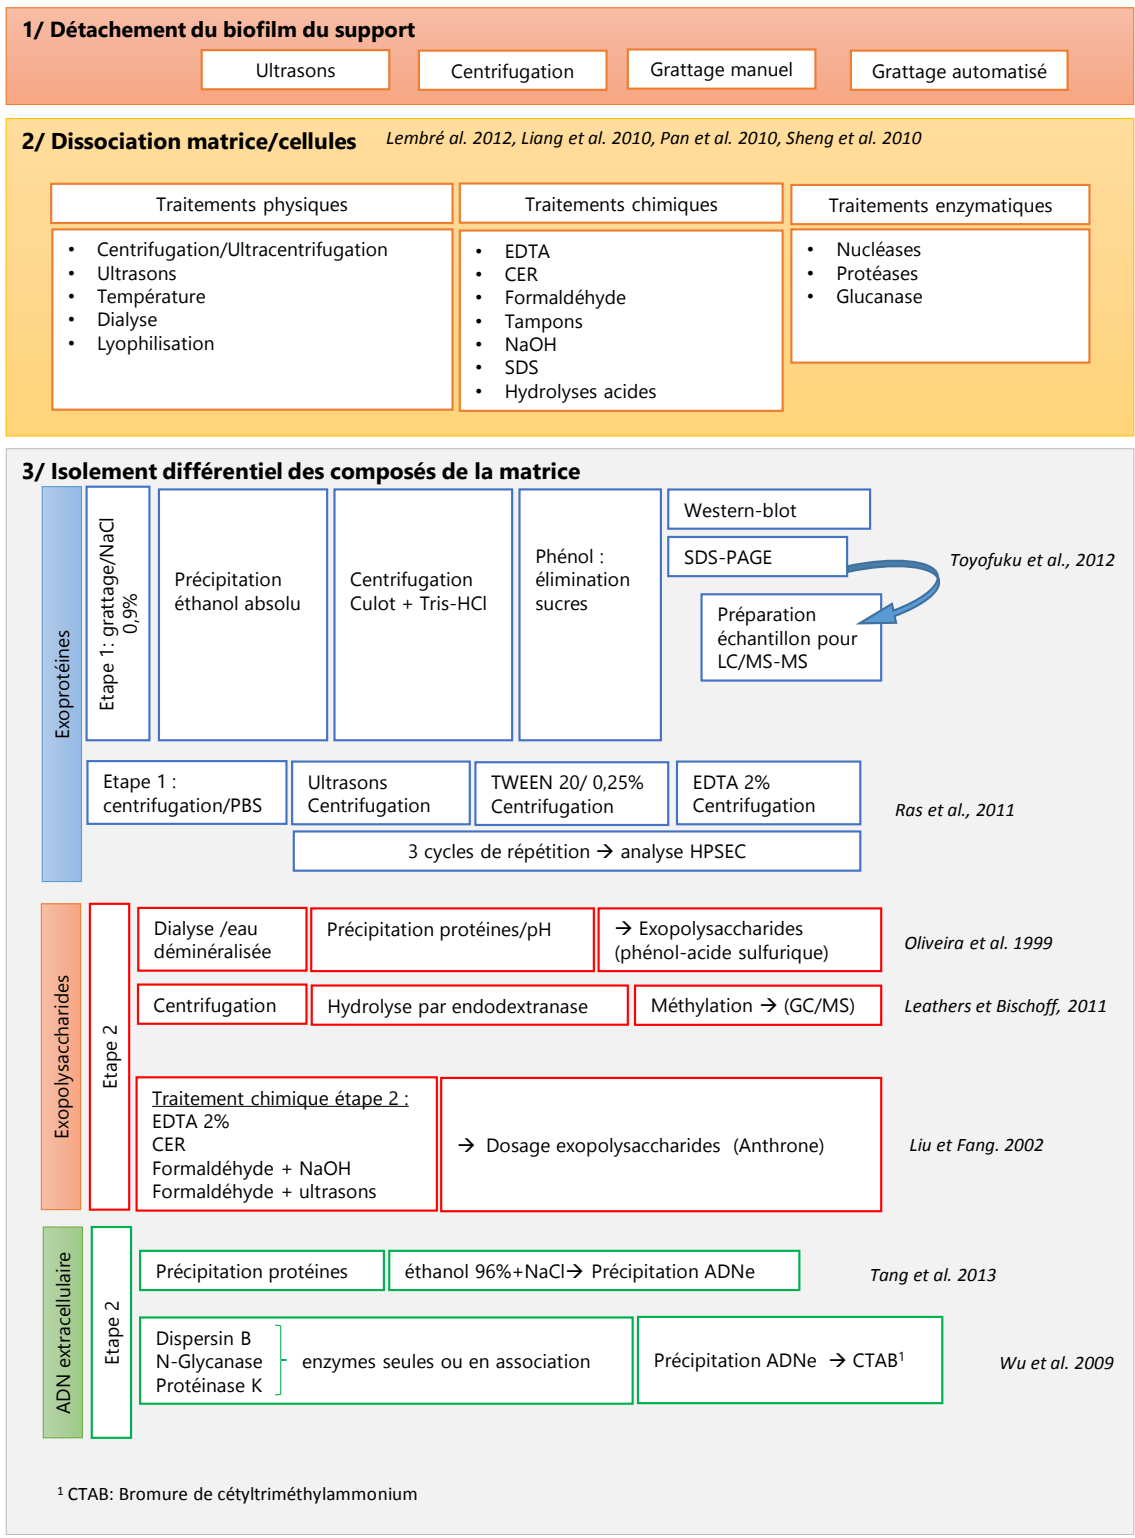 1/ Détachement du biofilm du support
Ultrasons
Centrifugation
Grattage manuel
Grattage automatisé
2/ Dissociation matrice/cellules
Lembré al. 2012, Liang et al. 2010, Pan et al. 2010, Sheng et al. 2010
Traitements physiques
• Centrifugation/Ultracentrifugation
• Ultrasons
• Température
• Dialyse
• Lyophilisation
Traitements chimiques
• EDTA
• CER
• Formaldéhyde
• Tampons
• NaOH
• SDS
• Hydrolyses acides
Traitements enzymatiques
• Nucléases
• Protéases
• Glucanase
3/ Isolement différentiel des composés de la matrice
Exoprotéines
Etape 1: grattage/NaCl
0,9%
Précipitation
éthanol absolu
Centrifugation
Culot + Tris-HCl
Phénol :
élimination
sucres
Western-blot
SDS-PAGE
Préparation
échantillon pour
LC/MS-MS
Toyofuku et al., 2012
Etape 1 :
centrifugation/PBS
Ultrasons
Centrifugation
TWEEN 20/ 0,25%
Centrifugation
EDTA 2%
Centrifugation
3 cycles de répétition → analyse HPSEC
Ras et al., 2011
Exopolysaccharides
Etape 2
Dialyse /eau
déminéralisée
Précipitation protéines/pH
→ Exopolysaccharides
(phénol-acide sulfurique)
Oliveira et al. 1999
Centrifugation
Hydrolyse par endodextranase
Méthylation → (GC/MS)
Leathers et Bischoff, 2011
Traitement chimique étape 2 :
EDTA 2%
CER
Formaldéhyde + NaOH
Formaldéhyde + ultrasons
→ Dosage exopolysaccharides (Anthrone)
Liu et Fang. 2002
ADN extracellulaire
Etape 2
Précipitation protéines
éthanol 96%+NaCl→ Précipitation ADNe
Tang et al. 2013
Dispersin B
N-Glycanase
Protéinase K
enzymes seules ou en association
Précipitation ADNe → CTAB¹
Wu et al. 2009
¹ CTAB: Bromure de cétyltriméthylammonium